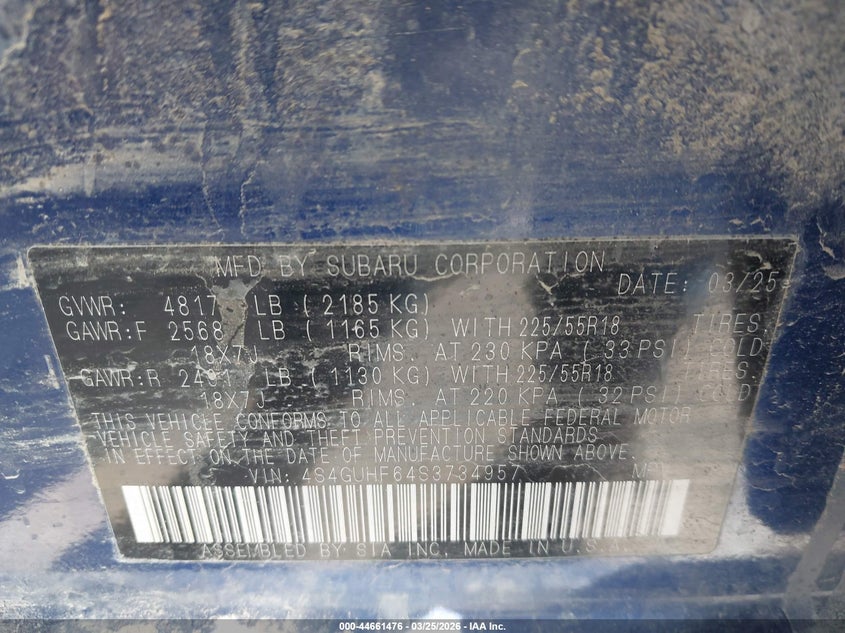 MFD BY SUBARU CORPORATION
DATE: 03/25
GVWR: 4817 LB ( 2185 KG)
GAWR:F 2568 LB ( 1165 KG) WITH 225/55R18 TIRES,
18X7J RIMS, AT 230 KPA ( 33 PSI) COLD
GAWR:R 2491 LB ( 1130 KG) WITH 225/55R18 TIRES,
18X7J RIMS, AT 220 KPA ( 32 PSI) COLD
THIS VEHICLE CONFORMS TO ALL APPLICABLE FEDERAL MOTOR
VEHICLE SAFETY AND THEFT PREVENTION STANDARDS
IN EFFECT ON THE DATE OF MANUFACTURE SHOWN ABOVE.
VIN: 4S4GUHF64S3734957 MPV
ASSEMBLED BY SIA INC, MADE IN U.S.A.
000-44661476 - 03/25/2026 - IAA Inc.